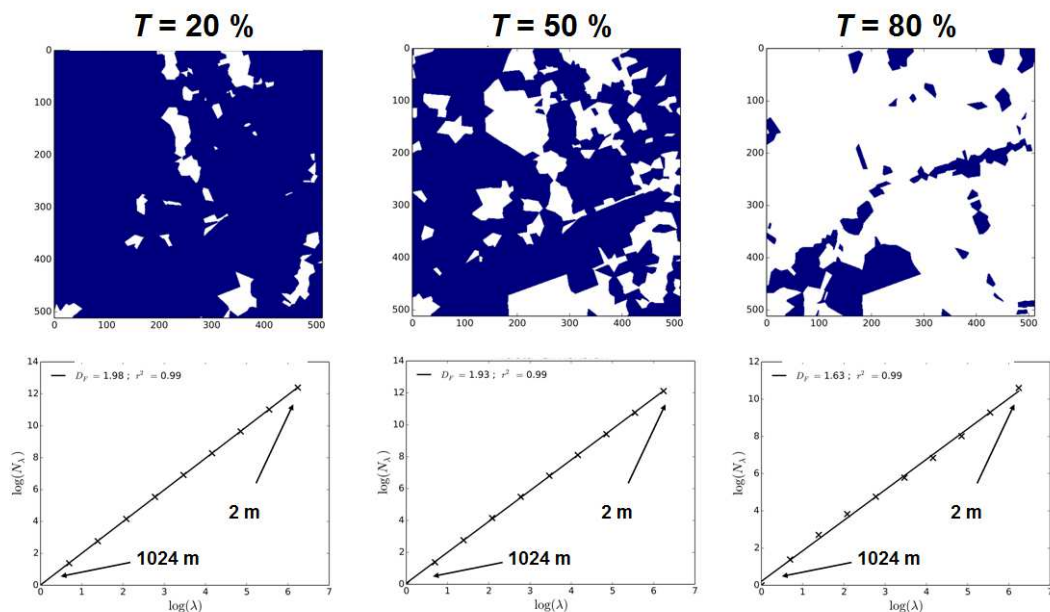 T = 20 %
T = 50 %
T = 80 %
0
100
200
300
400
500
0 100 200 300 400 500
0
100
200
300
400
500
0 100 200 300 400 500
0
100
200
300
400
500
0 100 200 300 400 500
14
12
10
8
6
4
2
0
log(N_λ)
D_F = 1.98 ; r² = 0.99
2 m
1024 m
0 1 2 3 4 5 6 7
log(λ)
14
12
10
8
6
4
2
0
log(N_λ)
D_F = 1.93 ; r² = 0.99
2 m
1024 m
0 1 2 3 4 5 6 7
log(λ)
12
10
8
6
4
2
0
log(N_λ)
D_F = 1.63 ; r² = 0.99
2 m
1024 m
0 1 2 3 4 5 6 7
log(λ)